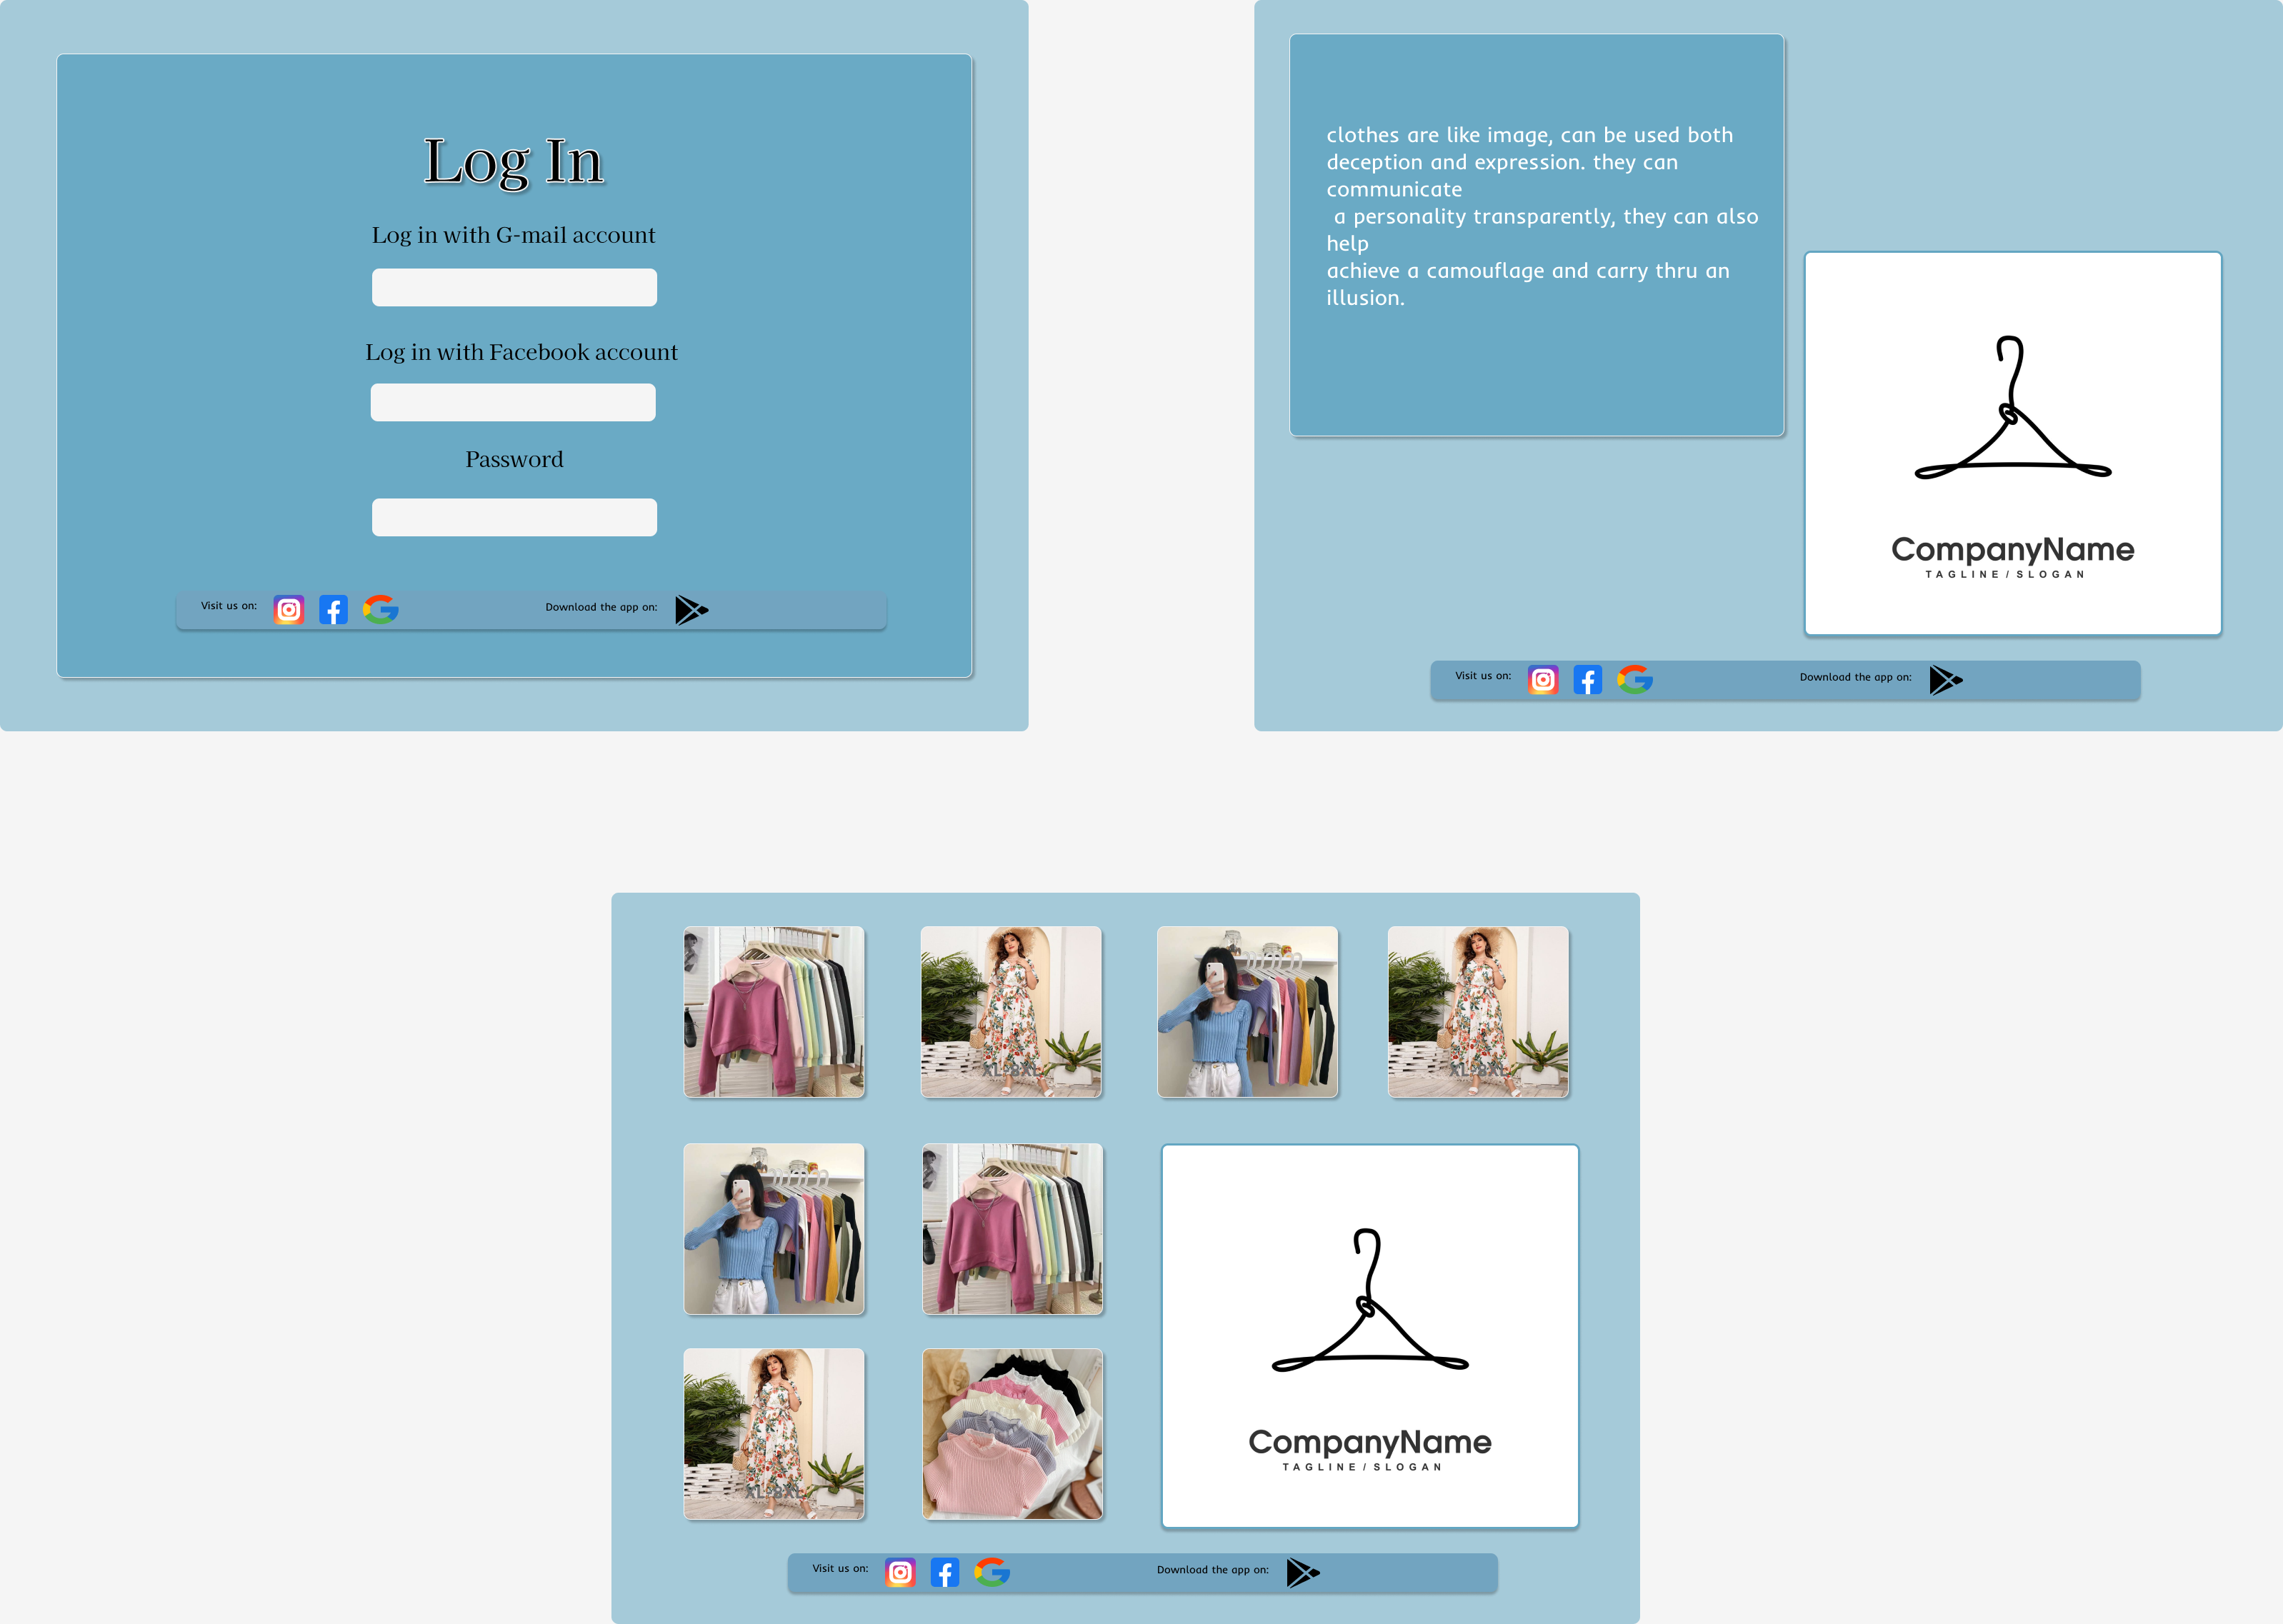 Log In
Log in with G-mail account
Log in with Facebook account
Password
Visit us on:
Download the app on:
clothes are like image, can be used both
deception and expression. they can
communicate
a personality transparently, they can also
help
achieve a camouflage and carry thru an
illusion.
CompanyName
TAGLINE / SLOGAN
Visit us on:
Download the app on:
XL-8XL
XL-8XL
XL-8XL
CompanyName
TAGLINE / SLOGAN
Visit us on:
Download the app on: